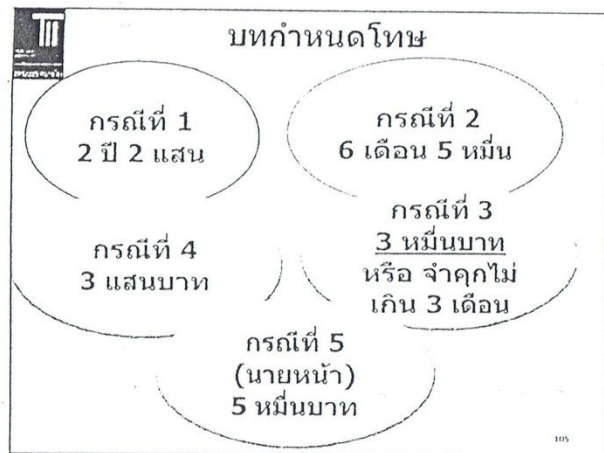 บทกำหนดโทษ
กรณีที่ 1
2 ปี 2 แสน
กรณีที่ 2
6 เดือน 5 หมื่น
กรณีที่ 3
3 หมื่นบาท
หรือ จำคุกไม่
เกิน 3 เดือน
กรณีที่ 4
3 แสนบาท
กรณีที่ 5
(นายหน้า)
5 หมื่นบาท
105